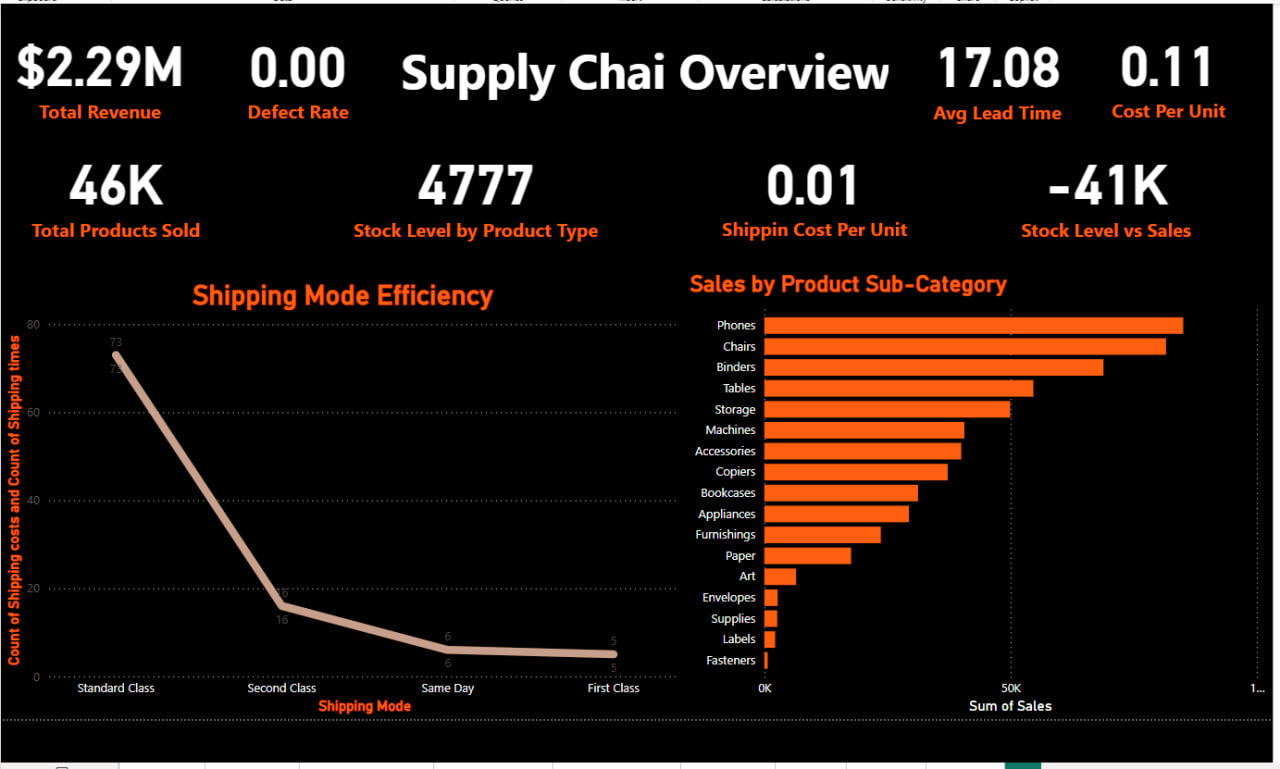 $2.29M
Total Revenue
0.00
Defect Rate
Supply Chai Overview
17.08
Avg Lead Time
0.11
Cost Per Unit
46K
Total Products Sold
4777
Stock Level by Product Type
0.01
Shippin Cost Per Unit
-41K
Stock Level vs Sales
Shipping Mode Efficiency
Count of Shipping costs and Count of Shipping times
80
60
40
20
0
73
73
16
16
6
6
5
5
Standard Class
Second Class
Same Day
First Class
Shipping Mode
Sales by Product Sub-Category
Phones
Chairs
Binders
Tables
Storage
Machines
Accessories
Copiers
Bookcases
Appliances
Furnishings
Paper
Art
Envelopes
Supplies
Labels
Fasteners
0K
50K
1...
Sum of Sales